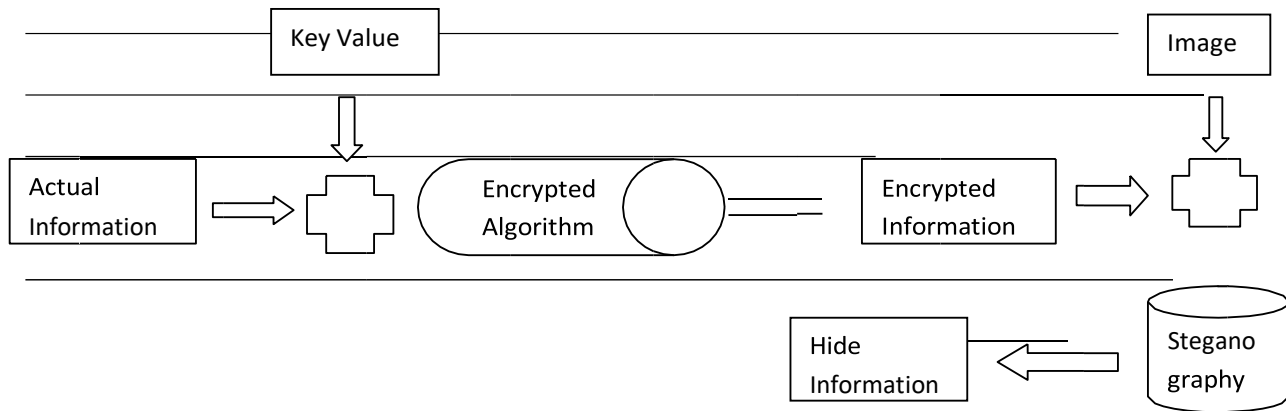 Key Value
Image
Actual
Information
Encrypted
Algorithm
Encrypted
Information
Stegano
graphy
Hide
Information